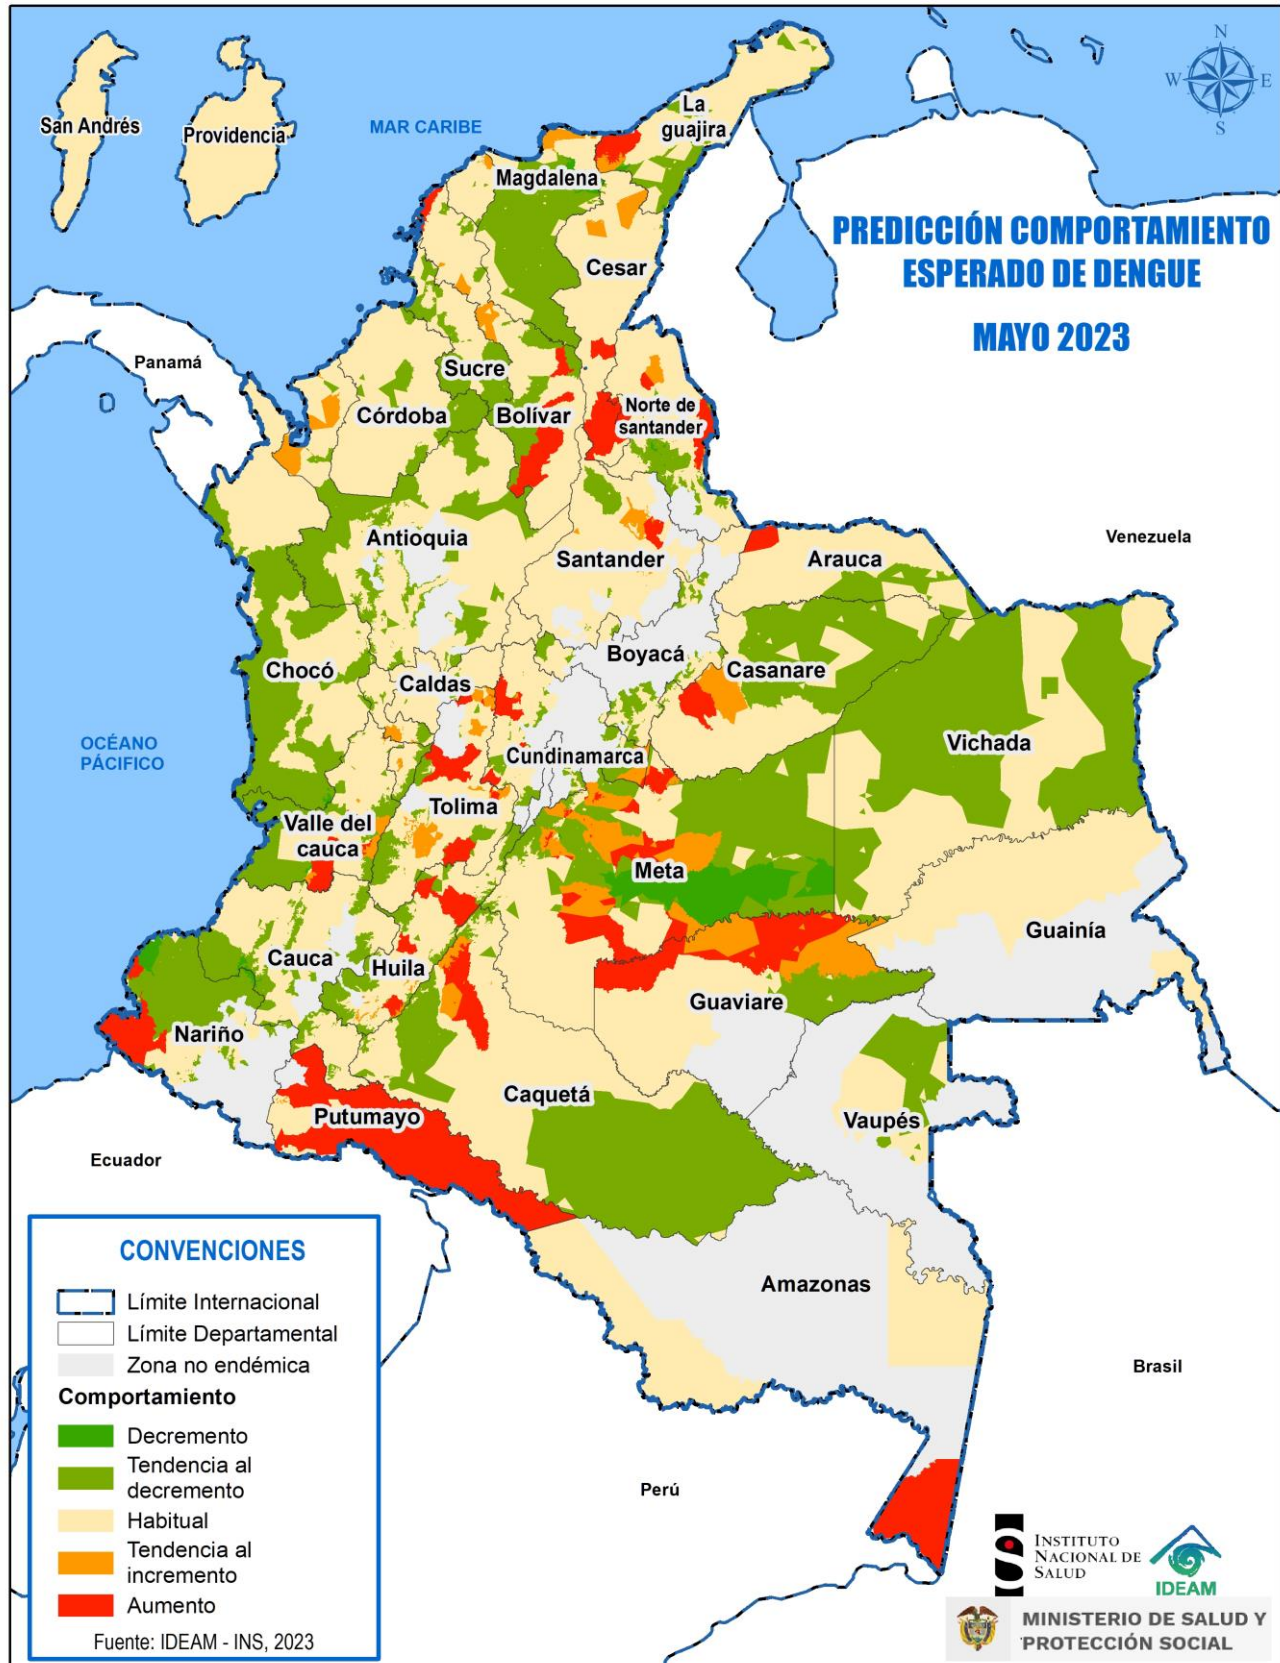 N
W E
S
San Andrés
Providencia
MAR CARIBE
La
guajira
Magdalena
PREDICCIÓN COMPORTAMIENTO
ESPERADO DE DENGUE
MAYO 2023
Cesar
Panamá
Sucre
Córdoba
Bolívar
Norte de
santander
Antioquia
Santander
Arauca
Venezuela
Chocó
Boyacá
Caldas
Casanare
OCÉANO
PÁCIFICO
Cundinamarca
Vichada
Tolima
Valle del
cauca
Meta
Guainía
Cauca
Huila
Guaviare
Nariño
Caquetá
Putumayo
Vaupés
Ecuador
Amazonas
Brasil
Perú
CONVENCIONES
Límite Internacional
Límite Departamental
Zona no endémica
Comportamiento
Decremento
Tendencia al
decremento
Habitual
Tendencia al
incremento
Aumento
Fuente: IDEAM - INS, 2023
INSTITUTO
NACIONAL DE
SALUD
IDEAM
MINISTERIO DE SALUD Y
PROTECCIÓN SOCIAL